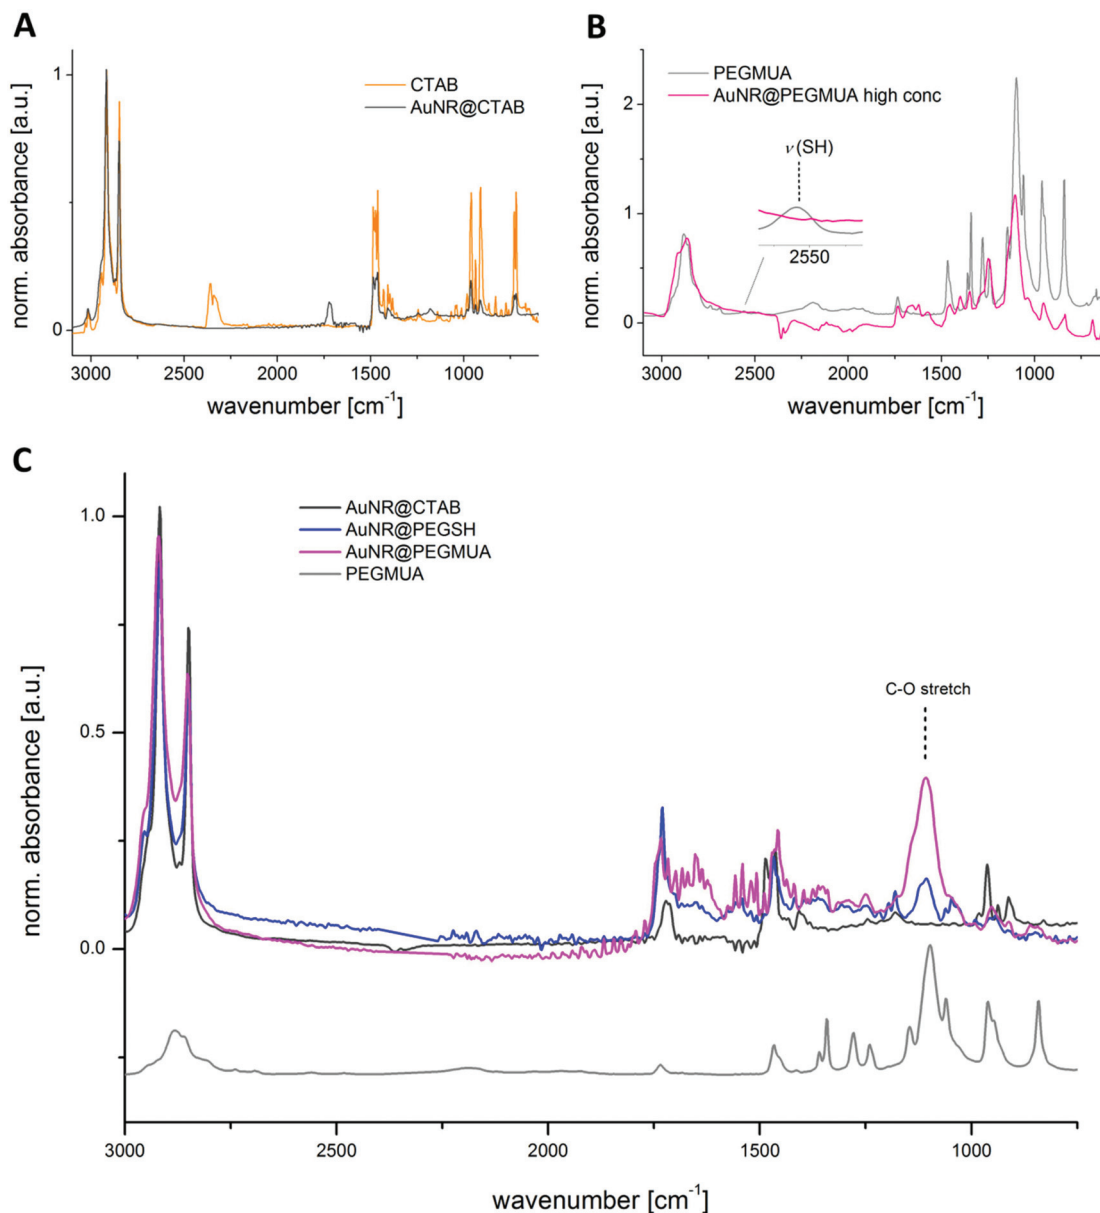 A
norm. absorbance [a.u.]
1
0
CTAB
AuNR@CTAB
3000 2500 2000 1500 1000
wavenumber [cm⁻¹]
B
norm. absorbance [a.u.]
2
1
0
PEGMUA
AuNR@PEGMUA high conc
ν(SH)
2550
3000 2500 2000 1500 1000
wavenumber [cm⁻¹]
C
norm. absorbance [a.u.]
1.0
0.5
0.0
AuNR@CTAB
AuNR@PEGSH
AuNR@PEGMUA
PEGMUA
C-O stretch
3000 2500 2000 1500 1000
wavenumber [cm⁻¹]